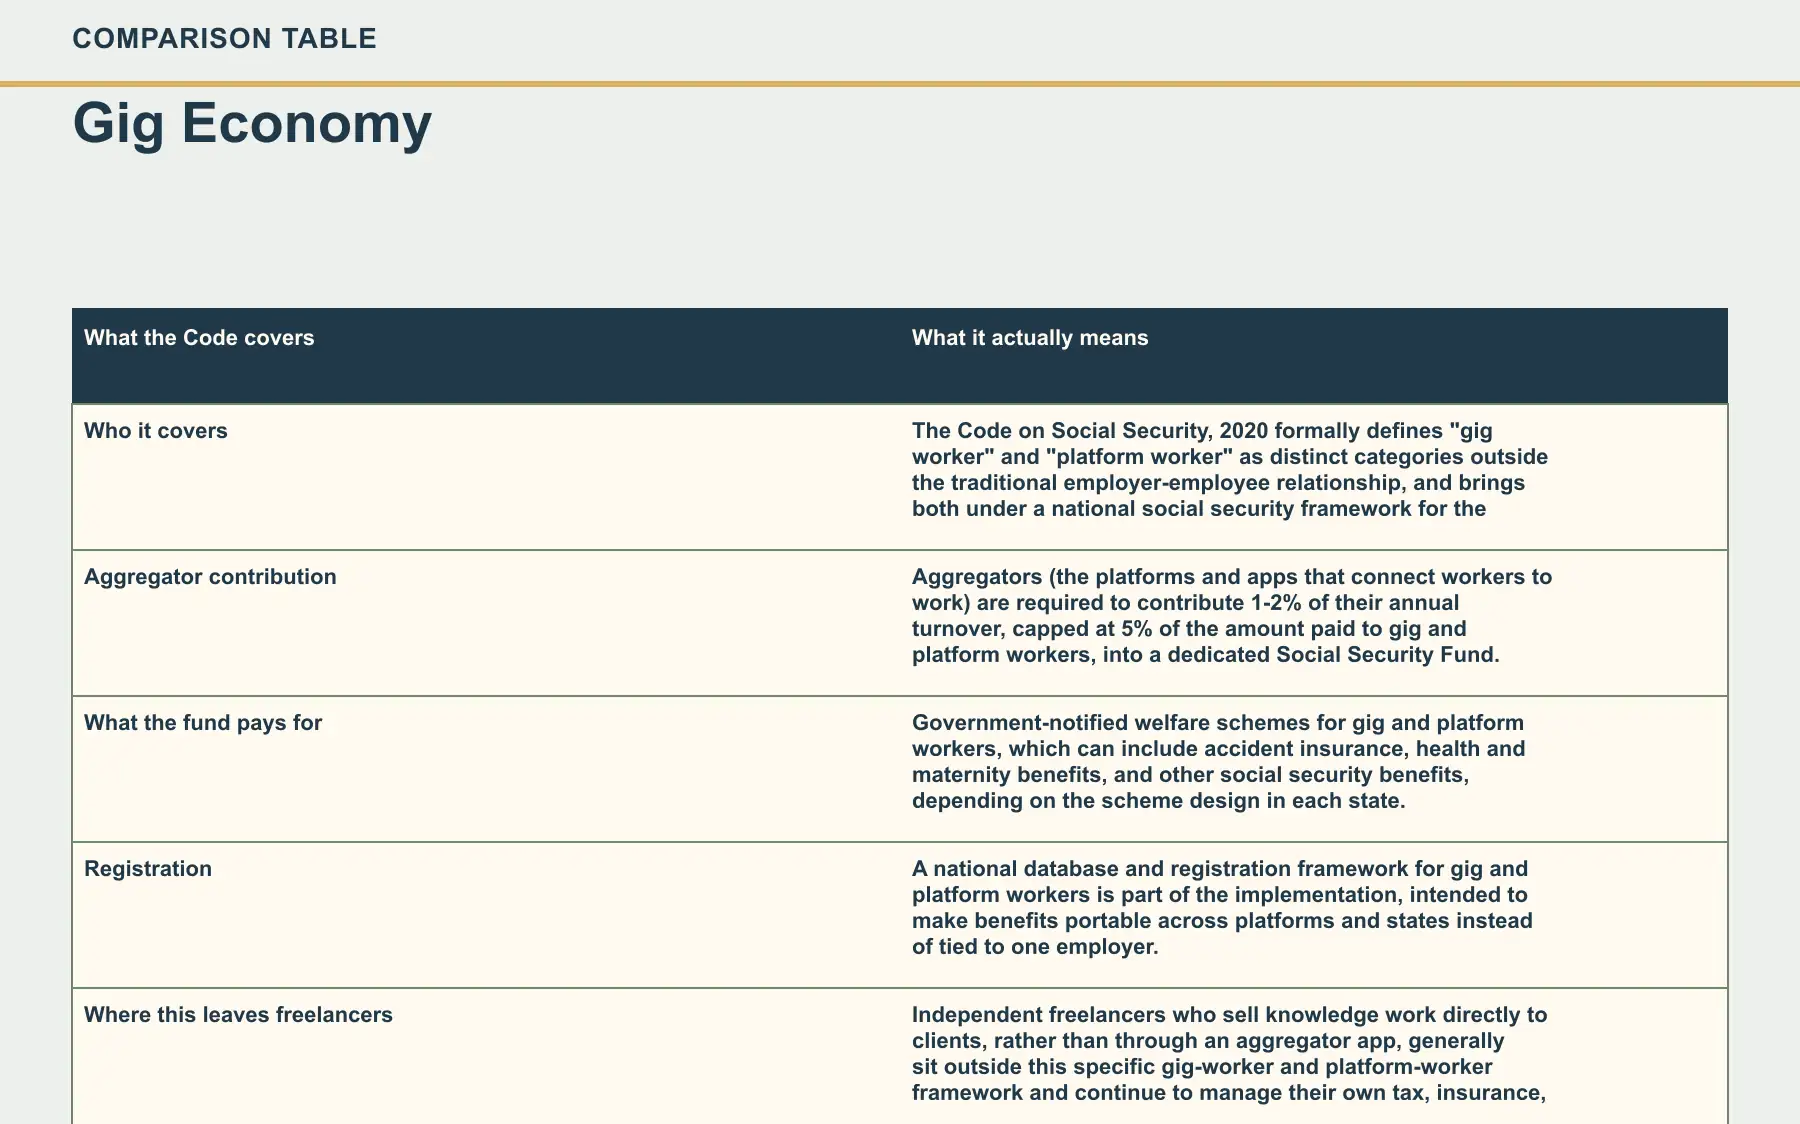 COMPARISON TABLE
Gig Economy
What the Code covers
What it actually means
Who it covers
The Code on Social Security, 2020 formally defines "gig
worker" and "platform worker" as distinct categories outside
the traditional employer-employee relationship, and brings
both under a national social security framework for the
Aggregator contribution
Aggregators (the platforms and apps that connect workers to
work) are required to contribute 1-2% of their annual
turnover, capped at 5% of the amount paid to gig and
platform workers, into a dedicated Social Security Fund.
What the fund pays for
Government-notified welfare schemes for gig and platform
workers, which can include accident insurance, health and
maternity benefits, and other social security benefits,
depending on the scheme design in each state.
Registration
A national database and registration framework for gig and
platform workers is part of the implementation, intended to
make benefits portable across platforms and states instead
of tied to one employer.
Where this leaves freelancers
Independent freelancers who sell knowledge work directly to
clients, rather than through an aggregator app, generally
sit outside this specific gig-worker and platform-worker
framework and continue to manage their own tax, insurance,